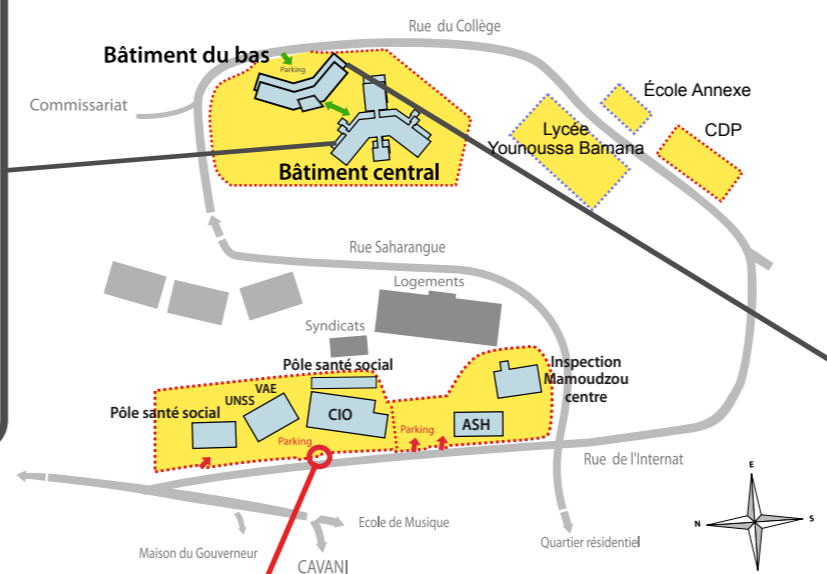 Rue du Collège
Bâtiment du bas
Parking
Commissariat
École Annexe
Lycée
Younoussa Bamana
CDP
Bâtiment central
Rue Saharangue
Logements
Syndicats
Pôle santé social
Inspection
Mamoudzou
centre
VAE
UNSS
Pôle santé social
CIO
ASH
Parking
Parking
Rue de l'Internat
E
N
S
Ecole de Musique
Maison du Gouverneur
Quartier résidentiel
CAVANI